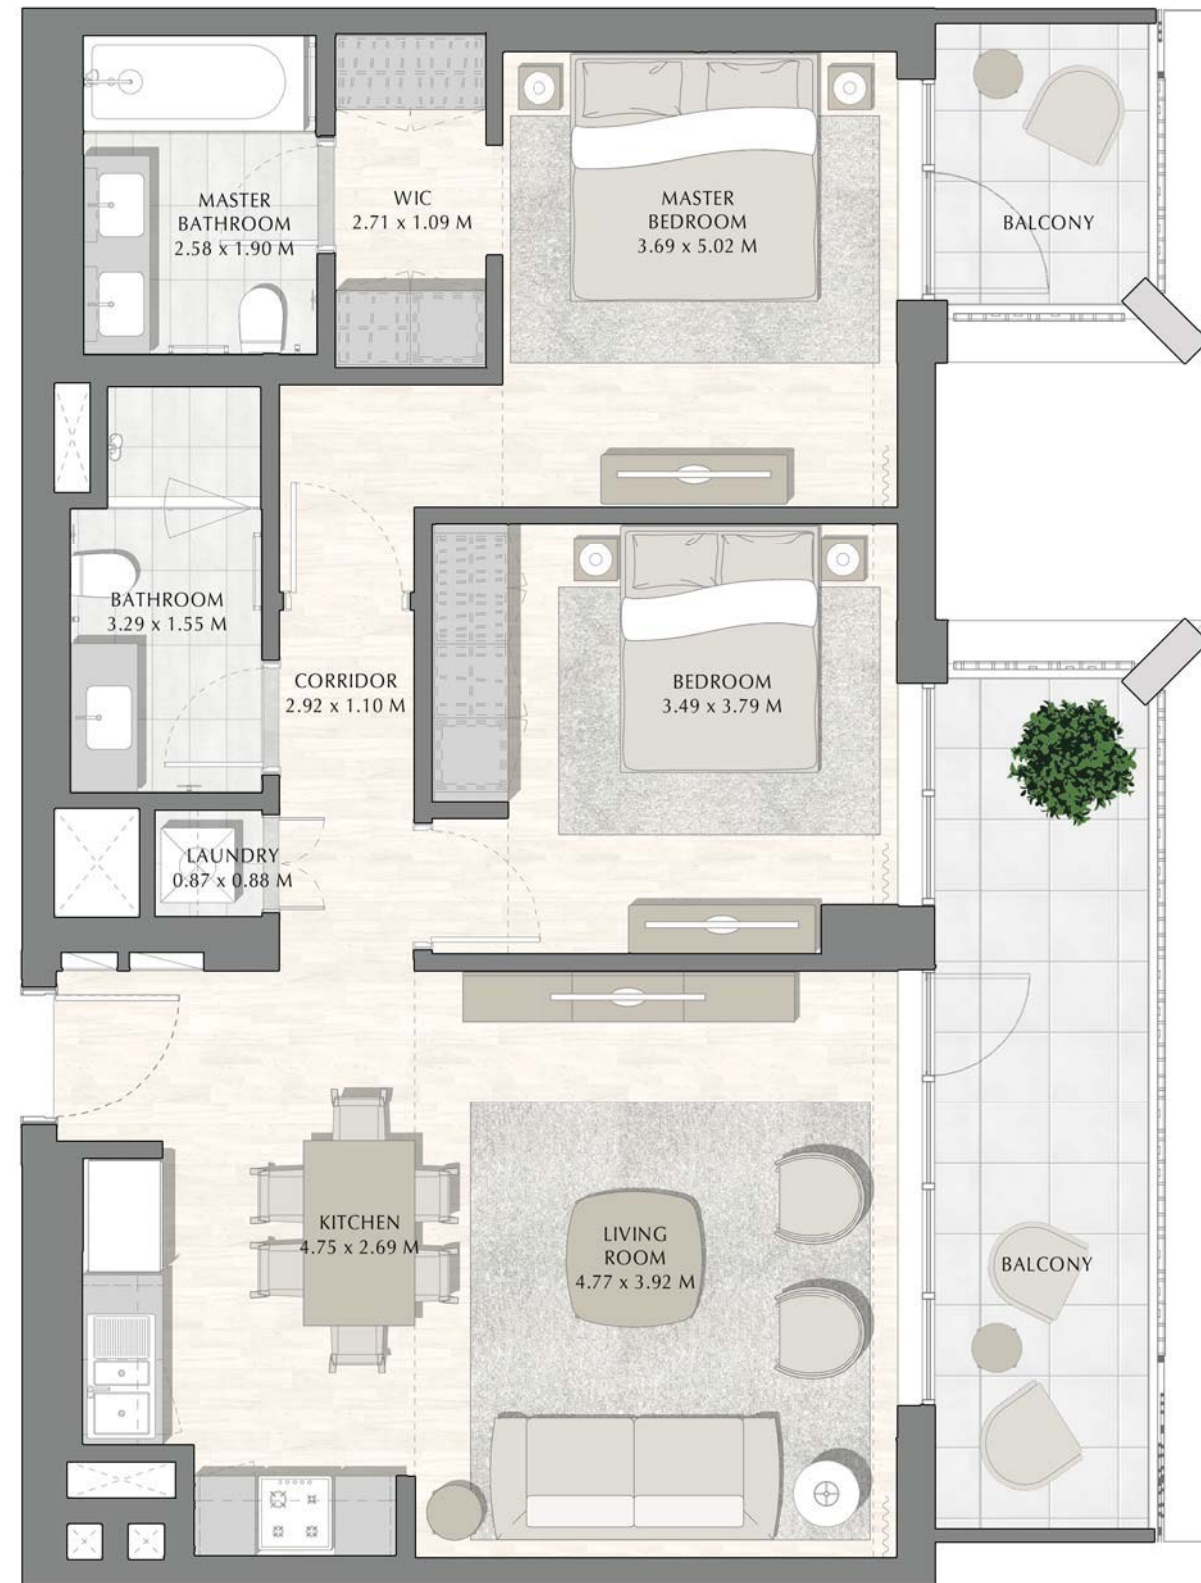 MASTER
BATHROOM
2.58 x 1.90 M
WIC
2.71 x 1.09 M
MASTER
BEDROOM
3.69 x 5.02 M
BALCONY
BATHROOM
3.29 x 1.55 M
CORRIDOR
2.92 x 1.10 M
BEDROOM
3.49 x 3.79 M
LAUNDRY
0.87 x 0.88 M
KITCHEN
4.75 x 2.69 M
LIVING
ROOM
4.77 x 3.92 M
BALCONY